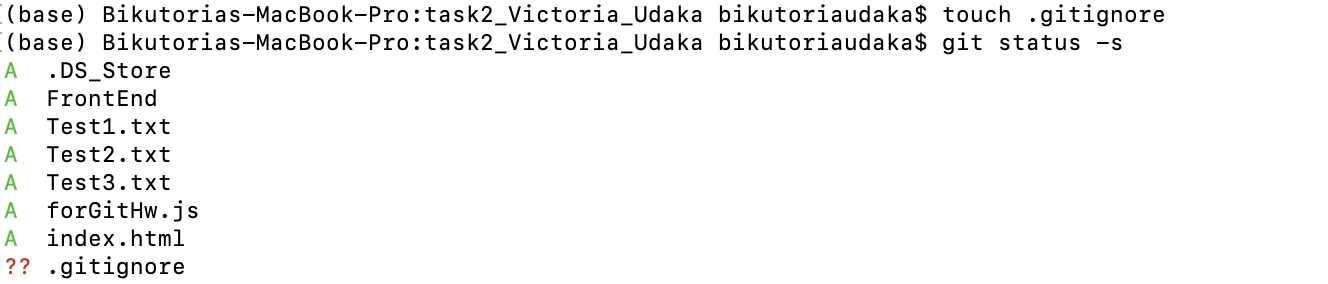 (base) Bikutorias-MacBook-Pro:task2_Victoria_Udaka bikutoriaudaka$ touch .gitignore
(base) Bikutorias-MacBook-Pro:task2_Victoria_Udaka bikutoriaudaka$ git status -s
A  .DS_Store
A  FrontEnd
A  Test1.txt
A  Test2.txt
A  Test3.txt
A  forGitHw.js
A  index.html
?? .gitignore